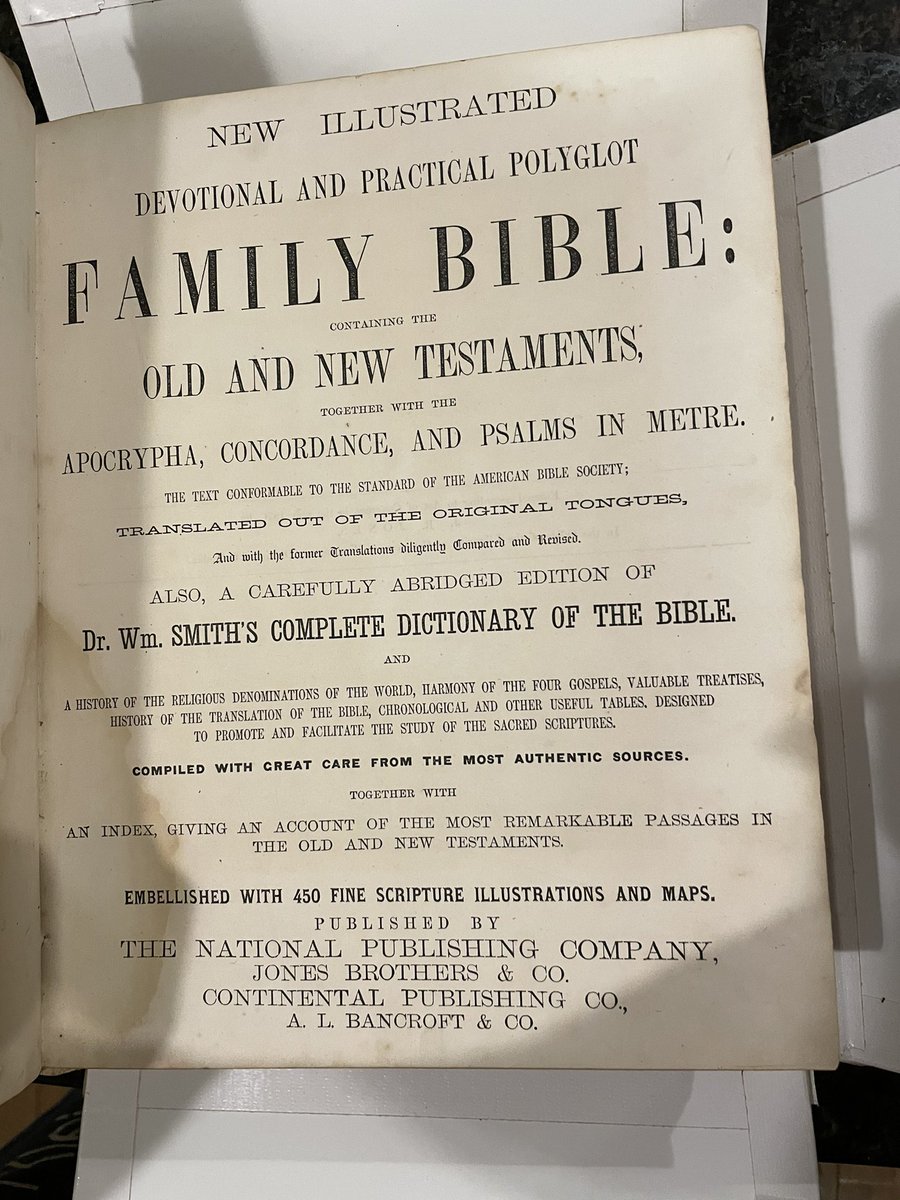 NEW ILLUSTRATED
DEVOTIONAL AND PRACTICAL POLYGLOT
FAMILY BIBLE:
CONTAINING THE
OLD AND NEW TESTAMENTS,
TOGETHER WITH THE
APOCRYPHA, CONCORDANCE, AND PSALMS IN METRE.
THE TEXT CONFORMABLE TO THE STANDARD OF THE AMERICAN BIBLE SOCIETY;
TRANSLATED OUT OF THE ORIGINAL TONGUES,
And with the former Translations diligently Compared and Revised.
ALSO, A CAREFULLY ABRIDGED EDITION OF
Dr. Wm. SMITH'S COMPLETE DICTIONARY OF THE BIBLE.
AND
A HISTORY OF THE RELIGIOUS DENOMINATIONS OF THE WORLD, HARMONY OF THE FOUR GOSPELS, VALUABLE TREATISES,
HISTORY OF THE TRANSLATION OF THE BIBLE, CHRONOLOGICAL AND OTHER USEFUL TABLES, DESIGNED
TO PROMOTE AND FACILITATE THE STUDY OF THE SACRED SCRIPTURES.
COMPILED WITH GREAT CARE FROM THE MOST AUTHENTIC SOURCES.
TOGETHER WITH
AN INDEX, GIVING AN ACCOUNT OF THE MOST REMARKABLE PASSAGES IN
THE OLD AND NEW TESTAMENTS.
EMBELLISHED WITH 450 FINE SCRIPTURE ILLUSTRATIONS AND MAPS.
PUBLISHED BY
THE NATIONAL PUBLISHING COMPANY,
JONES BROTHERS & CO.
CONTINENTAL PUBLISHING CO.,
A. L. BANCROFT & CO.